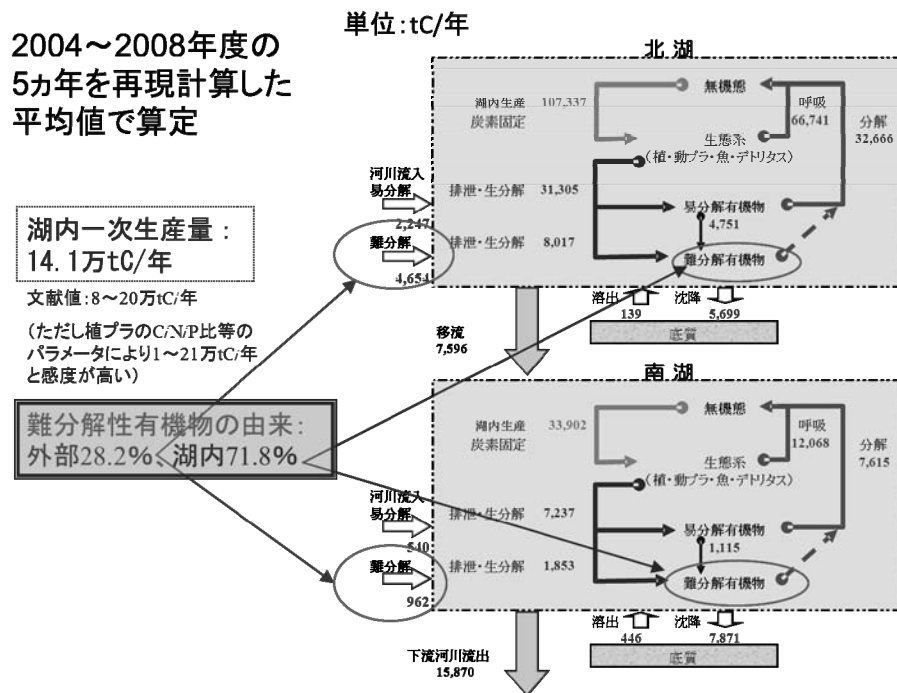 単位:tC/年
2004～2008年度の
5ヵ年を再現計算した
平均値で算定
湖内一次生産量：
14.1万tC/年
文献値:8～20万tC/年
（ただし植プラのC/N/P比等の
パラメータにより1～21万tC/年
と感度が高い）
難分解性有機物の由来：
外部28.2％、湖内71.8％
北湖
無機態
湖内生産 107,337
炭素固定
呼吸
66,741
分解
32,666
生態系
（植・動プラ・魚・デトリタス）
河川流入
易分解
2,247
排泄・生分解 31,305
易分解有機物
4,751
難分解
4,654
排泄・生分解 8,017
難分解有機物
溶出 沈降
139 5,699
底質
移流
7,596
南湖
無機態
湖内生産 33,902
炭素固定
呼吸
12,068
分解
7,615
生態系
（植・動プラ・魚・デトリタス）
河川流入
易分解
540
排泄・生分解 7,237
易分解有機物
1,115
難分解
962
排泄・生分解 1,853
難分解有機物
溶出 沈降
446 7,871
底質
下流河川流出
15,870